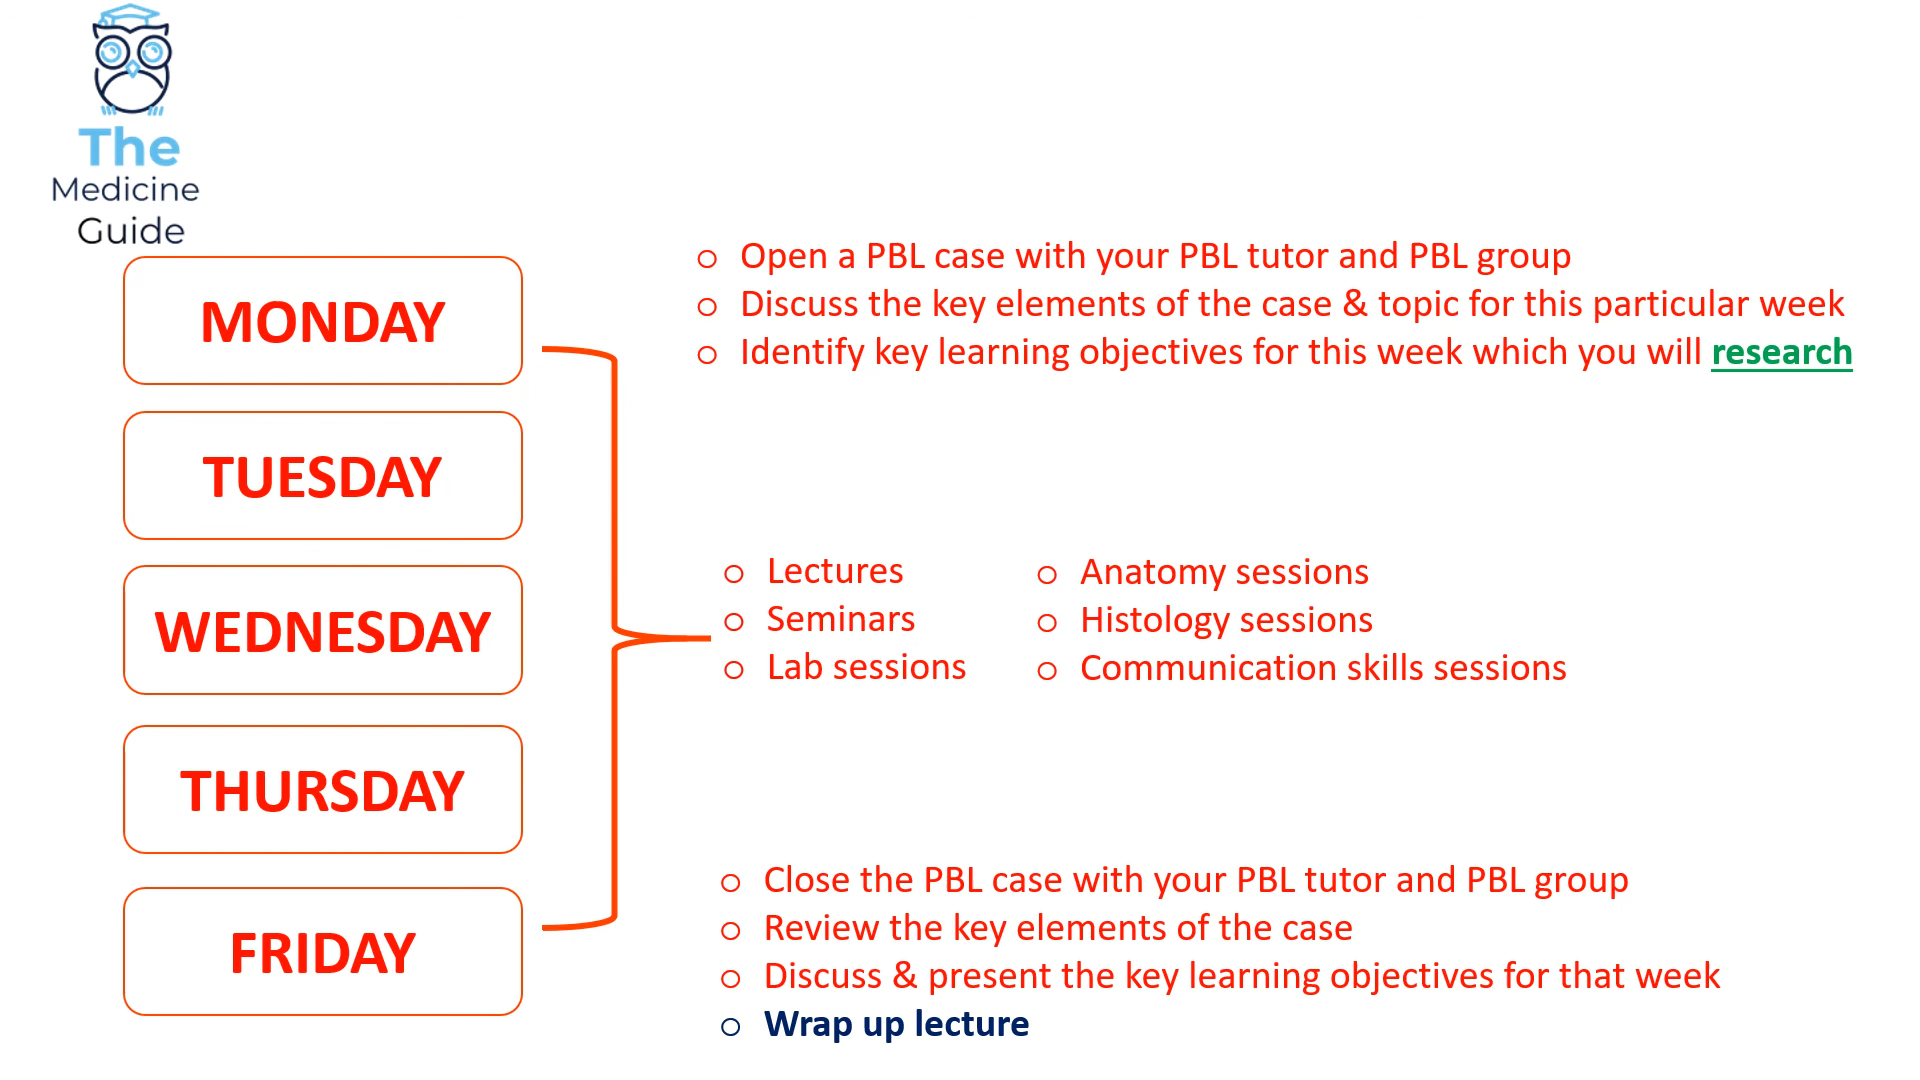 The
Medicine
Guide
MONDAY
TUESDAY
WEDNESDAY
THURSDAY
FRIDAY
o Open a PBL case with your PBL tutor and PBL group
o Discuss the key elements of the case & topic for this particular week
o Identify key learning objectives for this week which you will research
o Lectures
o Seminars
o Lab sessions
o Anatomy sessions
o Histology sessions
o Communication skills sessions
o Close the PBL case with your PBL tutor and PBL group
o Review the key elements of the case
o Discuss & present the key learning objectives for that week
o Wrap up lecture